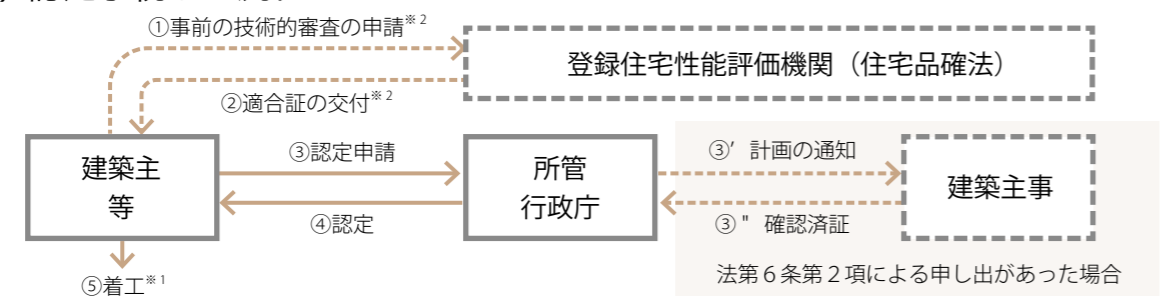 ①事前の技術的審査の申請※2
登録住宅性能評価機関（住宅品確法）
②適合証の交付※2
建築主
等
③認定申請
④認定
所管
行政庁
③′計画の通知
③"確認済証
建築主事
⑤着工※1
法第６条第２項による申し出があった場合